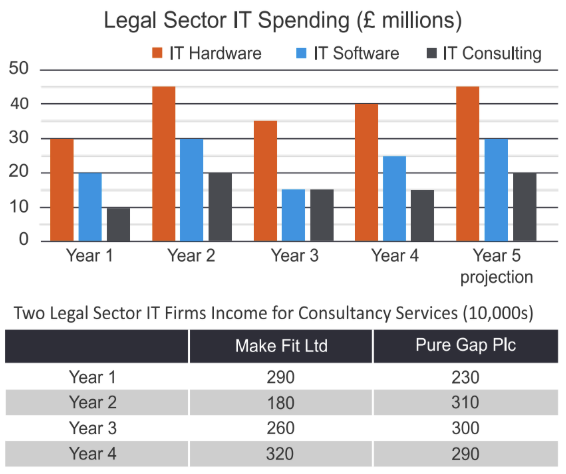 Legal Sector IT Spending (£ millions)
IT Hardware IT Software IT Consulting
50
40
30
20
10
0
Year 1 Year 2 Year 3 Year 4 Year 5
projection
Two Legal Sector IT Firms Income for Consultancy Services (10,000s)
Make Fit Ltd Pure Gap Plc
Year 1 290 230
Year 2 180 310
Year 3 260 300
Year 4 320 290